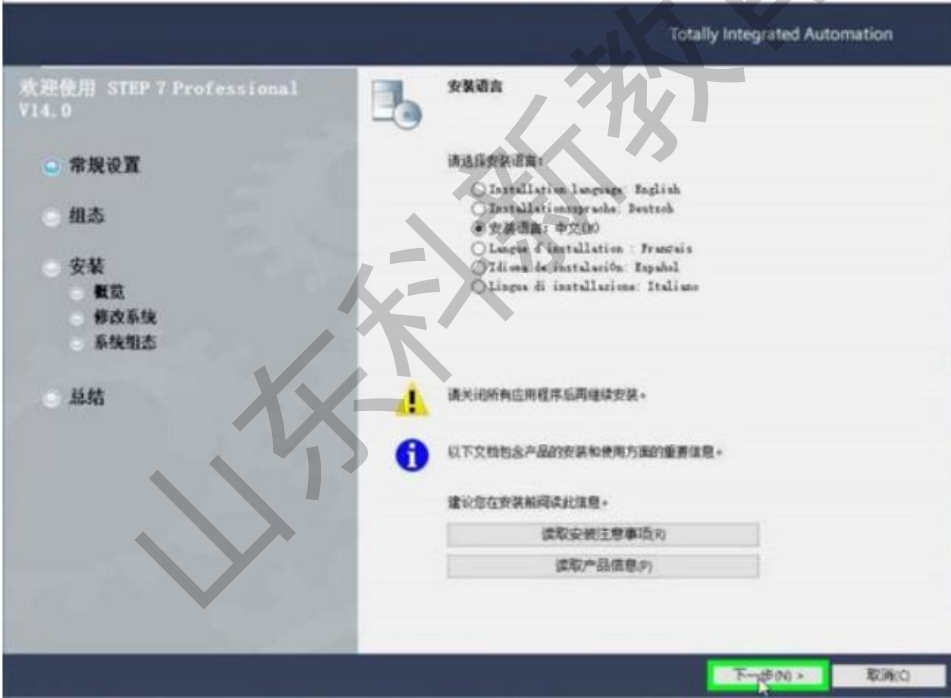 Totally Integrated Automation
欢迎使用 STEP 7 Professional
V14.0
常规设置
组态
安装
概览
修改系统
系统组态
总结
安装语言
请选择安装语言:
Installation language: English
Installationssprache: Deutsch
安装语言: 中文(H)
Langue d'installation : Francais
Idioma de instalación: Español
Lingua di installazione: Italiano
请关闭所有应用程序后再继续安装。
以下文档包含产品的安装和使用方面的重要信息。
建议您在安装前阅读此信息。
读取安装注意事项(R)
读取产品信息(P)
下一步(N) >
取消(C)
山东科新教育